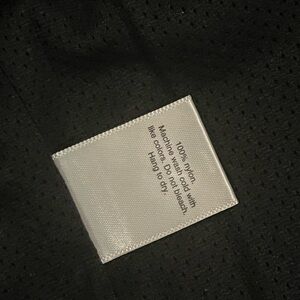 100% nylon.
Machine wash cold with
like colors. Do not bleach.
Hang to dry.